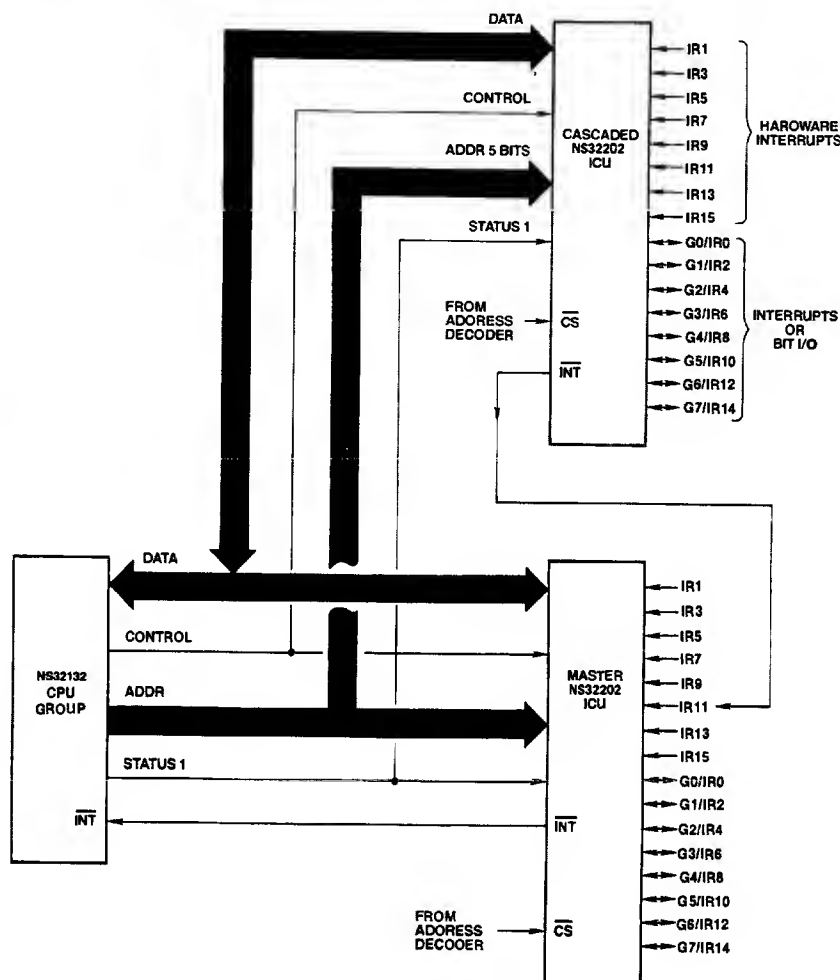 DATA
CONTROL
ADDR 5 BITS
STATUS 1
FROM
ADORESS
DECODER
CS
INT
CASCADED
NS32202
ICU
IR1
IR3
IR5
IR7
IR9
IR11
IR13
IR15
G0/IR0
G1/IR2
G2/IR4
G3/IR6
G4/IR8
G5/IR10
G6/IR12
G7/IR14
HAROWARE
INTERRUPTS
INTERRUPTS
OR
BIT I/O
NS32132
CPU
GROUP
INT
DATA
CONTROL
ADDR
STATUS 1
MASTER
NS32202
ICU
INT
FROM
ADDRESS
DECOOER
CS
IR1
IR3
IR5
IR7
IR9
IR11
IR13
IR15
G0/IR0
G1/IR2
G2/IR4
G3/IR6
G4/IR8
G5/IR10
G6/IR12
G7/IR14